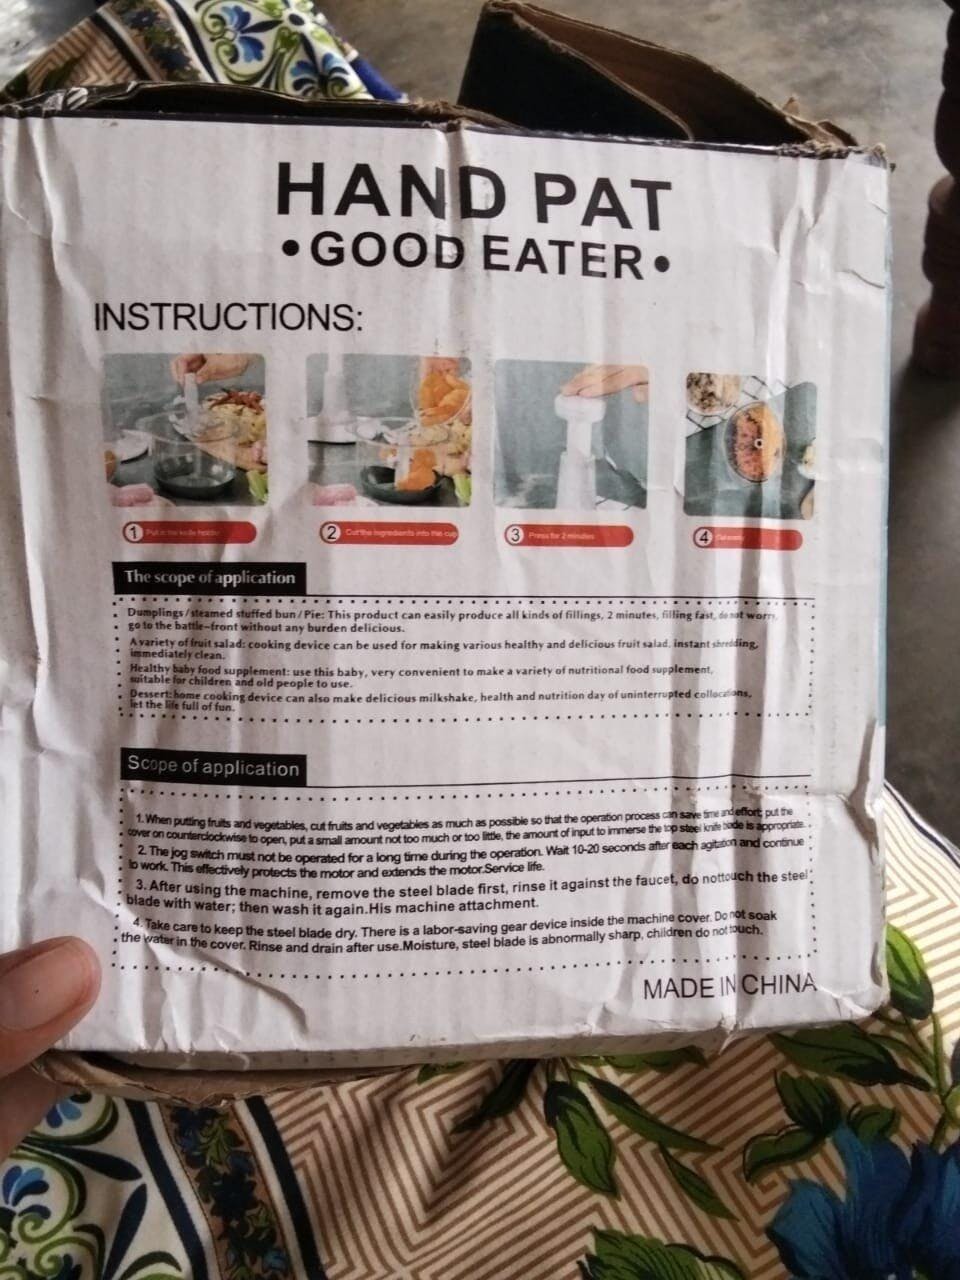 HAND PAT
•GOOD EATER•
INSTRUCTIONS:
1 Put in the knife holder
2 Cut the ingredients into the cup
3 Press for 2 minutes
4
The scope of application
Dumplings/steamed stuffed bun/Pie: This product can easily produce all kinds of fillings, 2 minutes, filling fast, do not worry,
go to the battle-front without any burden delicious.
A variety of fruit salad: cooking device can be used for making various healthy and delicious fruit salad, instant shredding,
immediately clean.
Healthy baby food supplement: use this baby, very convenient to make a variety of nutritional food supplement,
suitable for children and old people to use.
Dessert: home cooking device can also make delicious milkshake, health and nutrition day of uninterrupted collocations,
let the life full of fun.
Scope of application
1. When putting fruits and vegetables, cut fruits and vegetables as much as possible so that the operation process can save time and effort; put the
cover on counterclockwise to open, put a small amount not too much or too little, the amount of input to immerse the top steel knife blade is appropriate.
2. The jog switch must not be operated for a long time during the operation. Wait 10-20 seconds after each agitation and continue
to work. This effectively protects the motor and extends the motor.Service life.
3. After using the machine, remove the steel blade first, rinse it against the faucet, do nottouch the steel
blade with water; then wash it again.His machine attachment.
4. Take care to keep the steel blade dry. There is a labor-saving gear device inside the machine cover. Do not soak
the water in the cover. Rinse and drain after use.Moisture, steel blade is abnormally sharp, children do not touch.
MADE IN CHINA